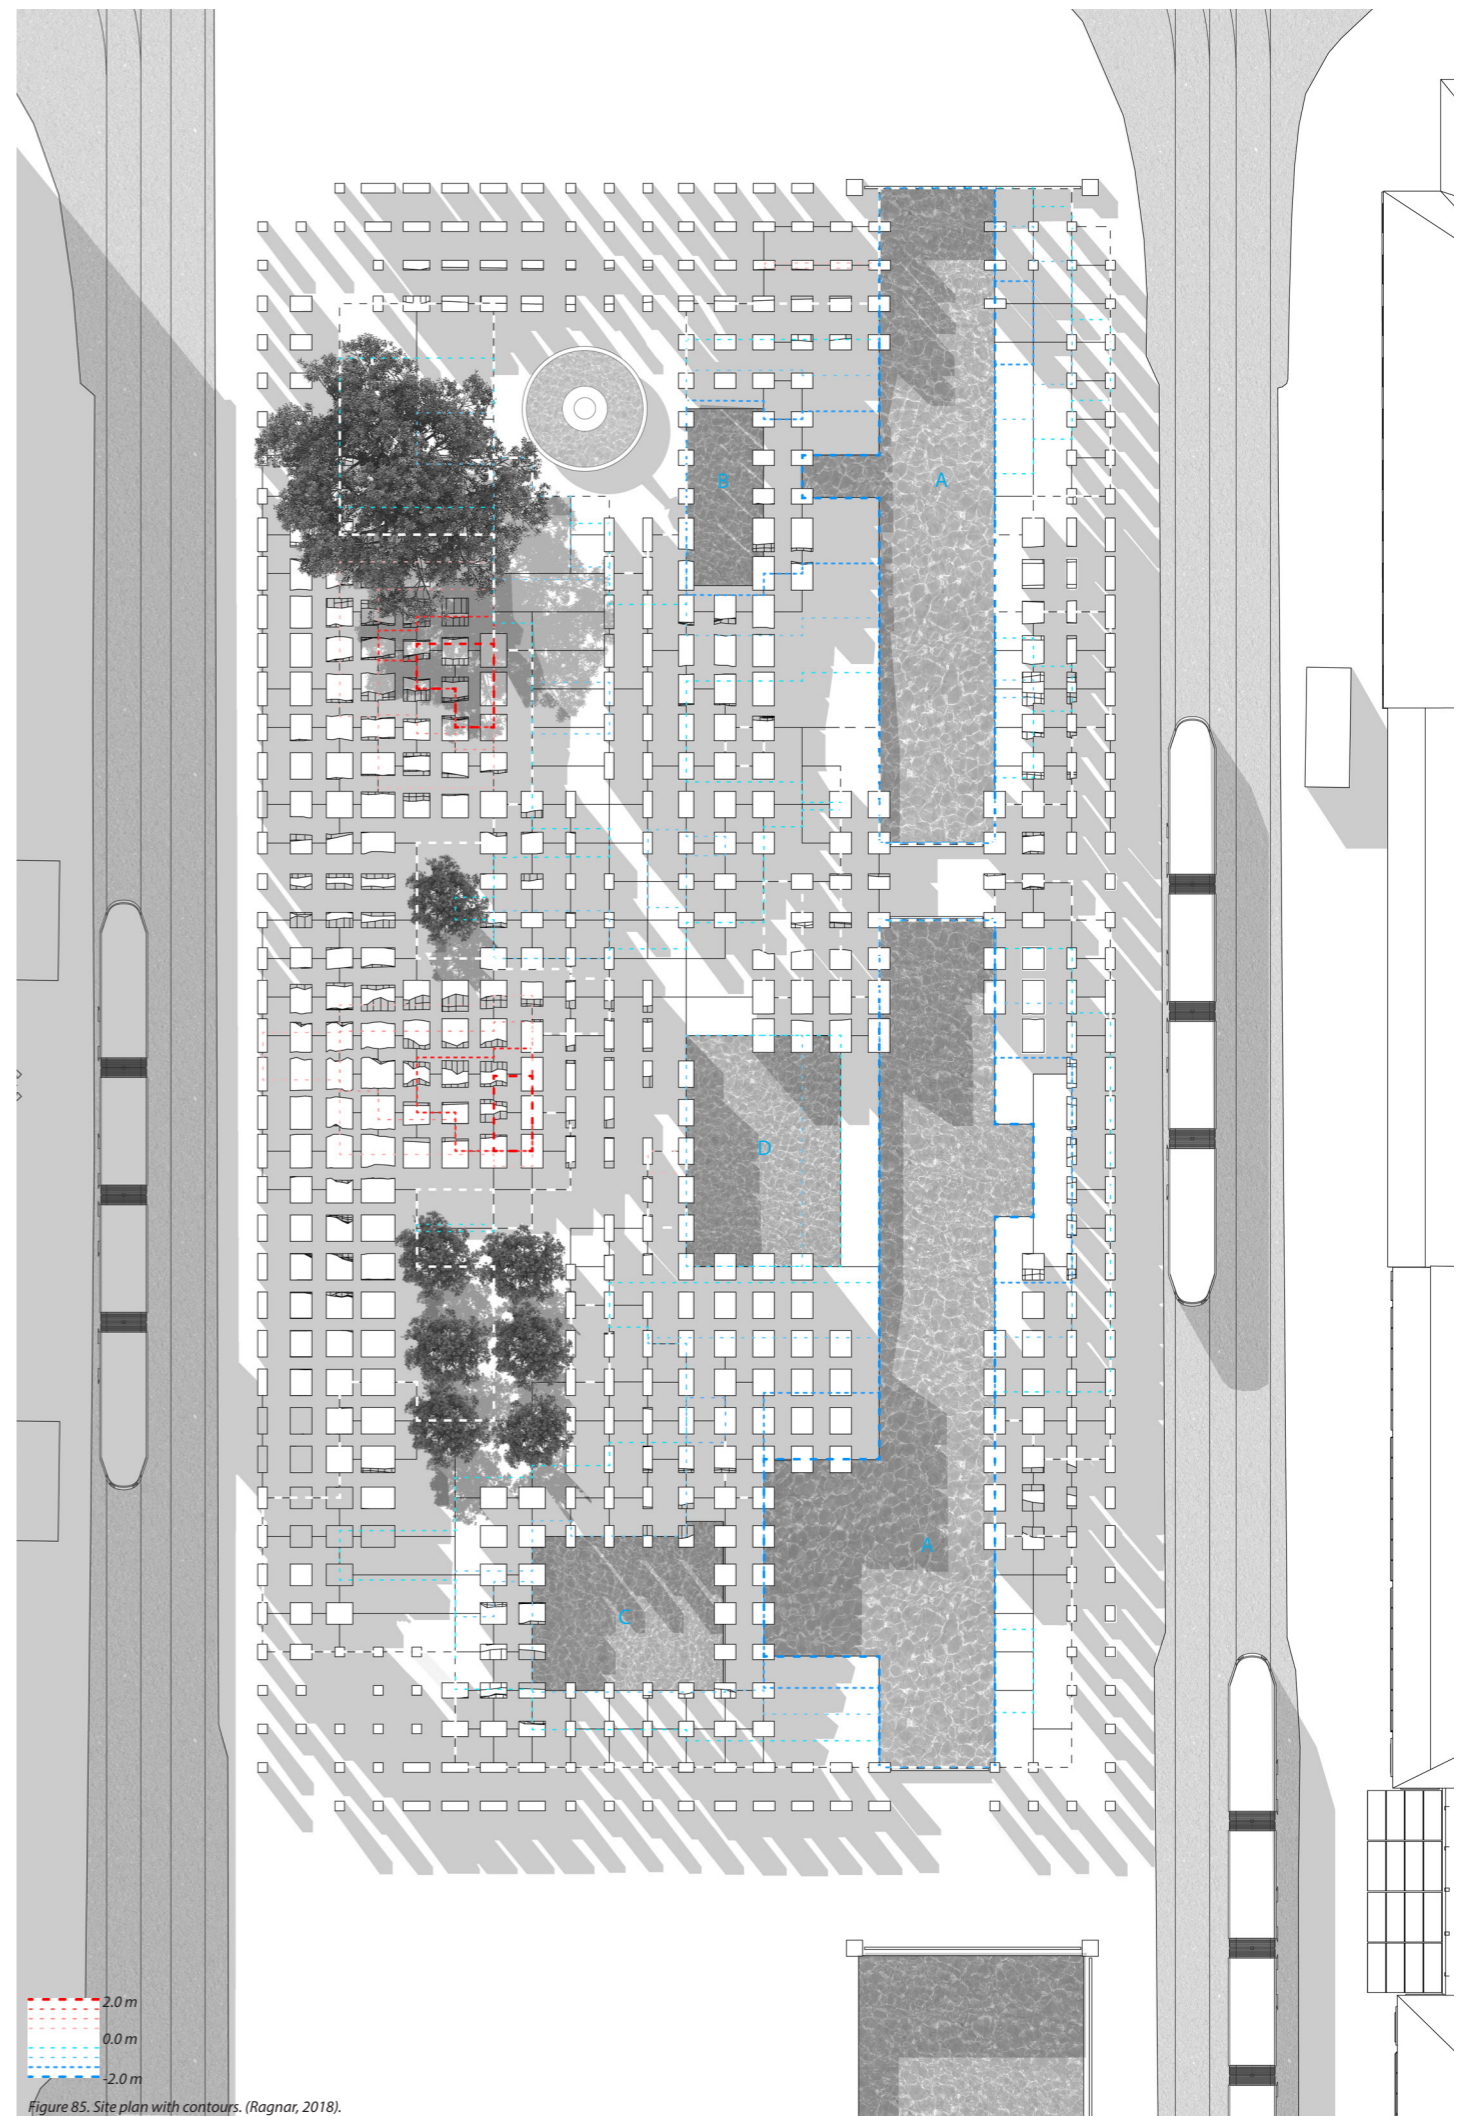 B
A
D
A
C
2.0 m
0.0 m
-2.0 m
Figure 85. Site plan with contours. (Ragnar, 2018).